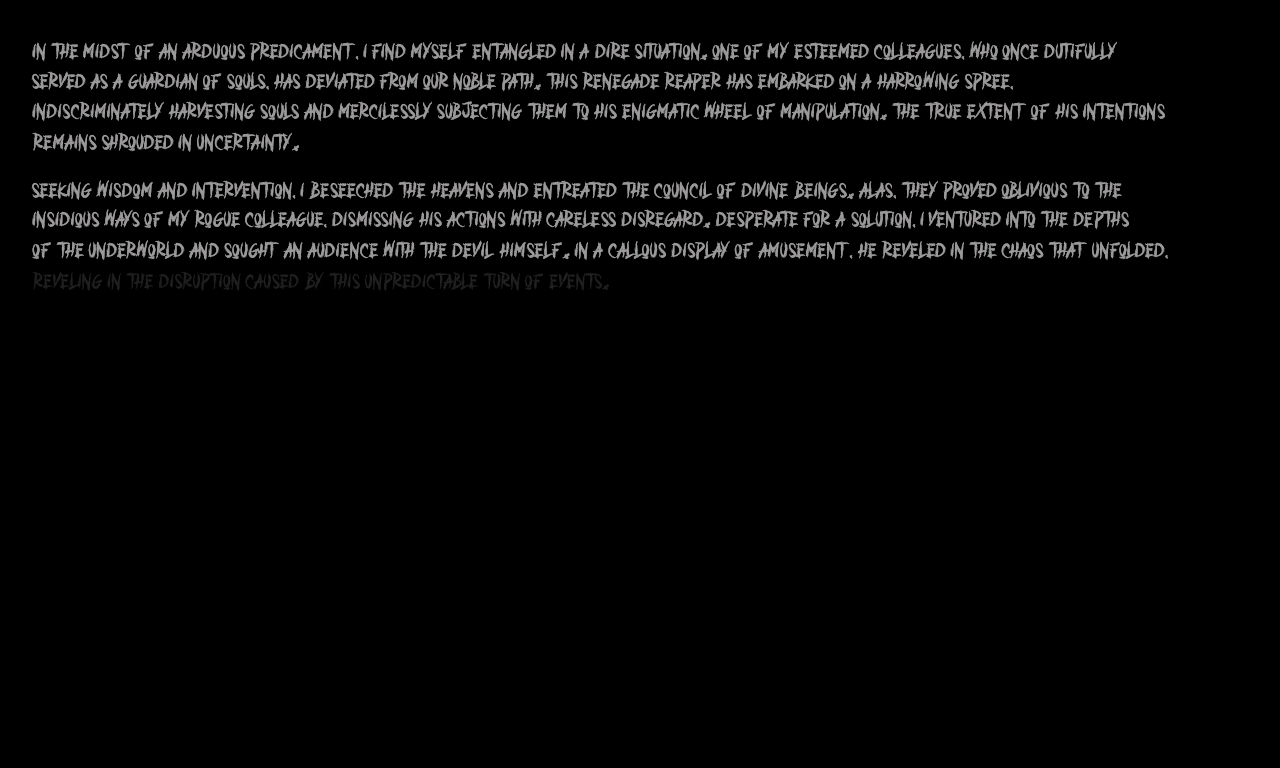 IN THE MIDST OF AN ARDUOUS PREDICAMENT, I FIND MYSELF ENTANGLED IN A DIRE SITUATION. ONE OF MY ESTEEMED COLLEAGUES, WHO ONCE DUTIFULLY
SERVED AS A GUARDIAN OF SOULS, HAS DEVIATED FROM OUR NOBLE PATH. THIS RENEGADE REAPER HAS EMBARKED ON A HARROWING SPREE,
INDISCRIMINATELY HARVESTING SOULS AND MERCILESSLY SUBJECTING THEM TO HIS ENIGMATIC WHEEL OF MANIPULATION. THE TRUE EXTENT OF HIS INTENTIONS
REMAINS SHROUDED IN UNCERTAINTY.
SEEKING WISDOM AND INTERVENTION, I BESEECHED THE HEAVENS AND ENTREATED THE COUNCIL OF DIVINE BEINGS. ALAS, THEY PROVED OBLIVIOUS TO THE
INSIDIOUS WAYS OF MY ROGUE COLLEAGUE, DISMISSING HIS ACTIONS WITH CARELESS DISREGARD. DESPERATE FOR A SOLUTION, I VENTURED INTO THE DEPTHS
OF THE UNDERWORLD AND SOUGHT AN AUDIENCE WITH THE DEVIL HIMSELF. IN A CALLOUS DISPLAY OF AMUSEMENT, HE REVELED IN THE CHAOS THAT UNFOLDED,
REVELING IN THE DISRUPTION CAUSED BY THIS UNPREDICTABLE TURN OF EVENTS.